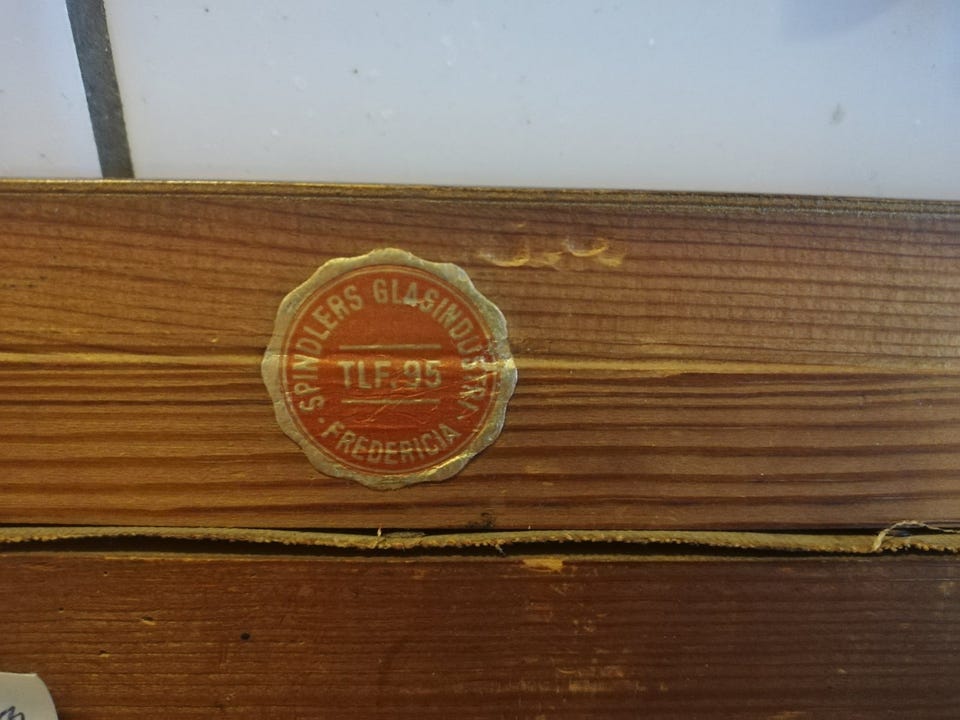 SPINDLERS GLASINDUSTRI
TLF. 95
· FREDERICIA ·